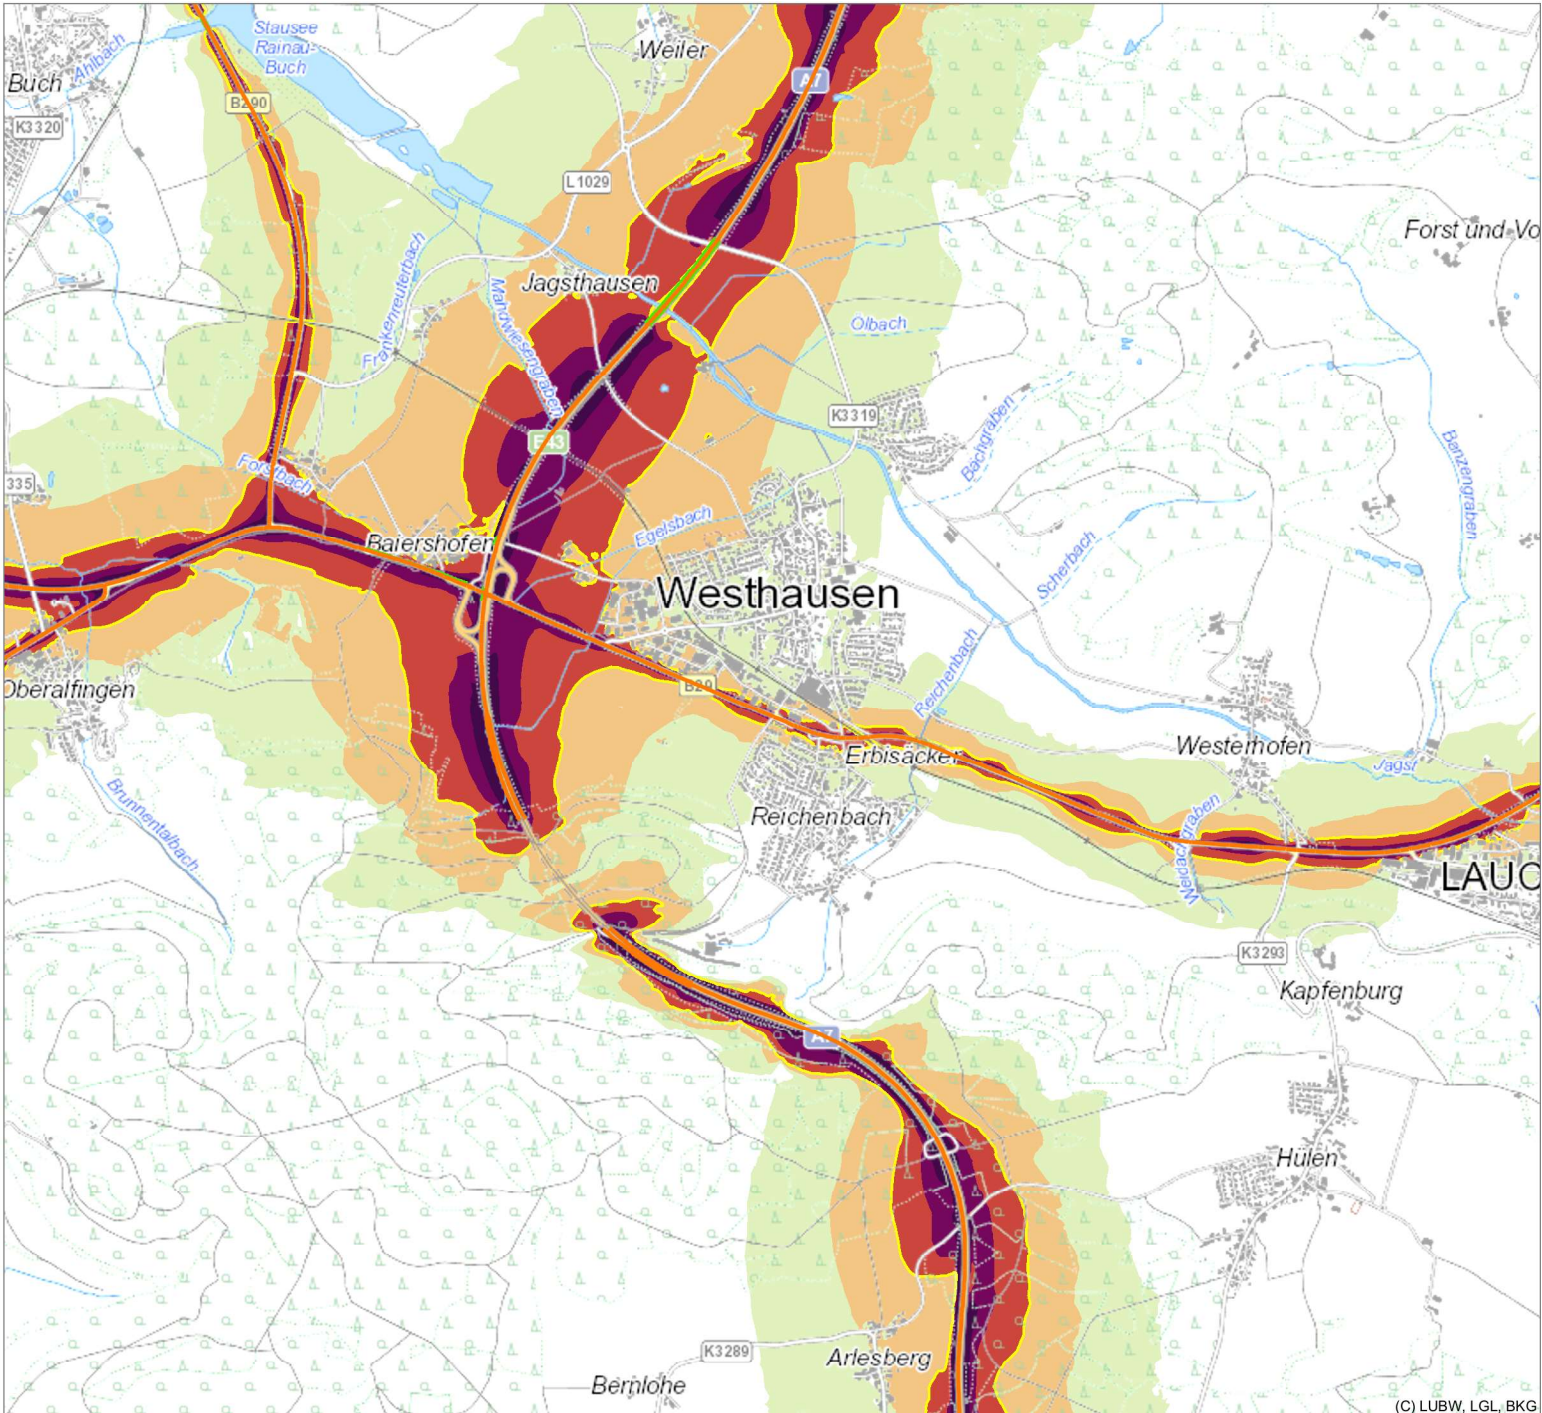 Stausee
Rainau-
Buch
Weiler
Ahlbach
Buch
A7
B290
K3320
L1029
Forst und Vo
Frankenreuterbach
Jagsthausen
Mahdwiesengraben
Ölbach
K3319
E43
Bachgraben
Banzengraben
Forstbach
335
Egelsbach
Baiershofen
Scherbach
Westhausen
Reichenbach
B29
Oberalfingen
Erbisäcker
Westerhofen
Jagst
Brunnentalbach
Reichenbach
Weidachgraben
LAUC
K3293
Kapfenburg
A7
Hülen
K3289
Arlesberg
Bernlohe
(C) LUBW, LGL, BKG